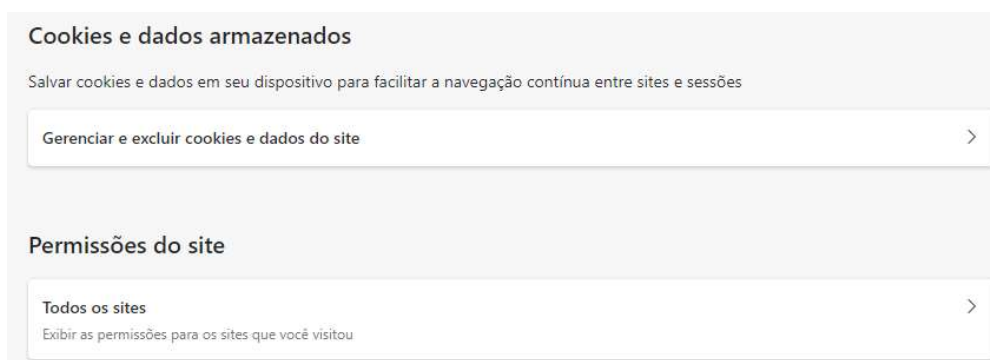 Cookies e dados armazenados
Salvar cookies e dados em seu dispositivo para facilitar a navegação contínua entre sites e sessões
Gerenciar e excluir cookies e dados do site
Permissões do site
Todos os sites
Exibir as permissões para os sites que você visitou